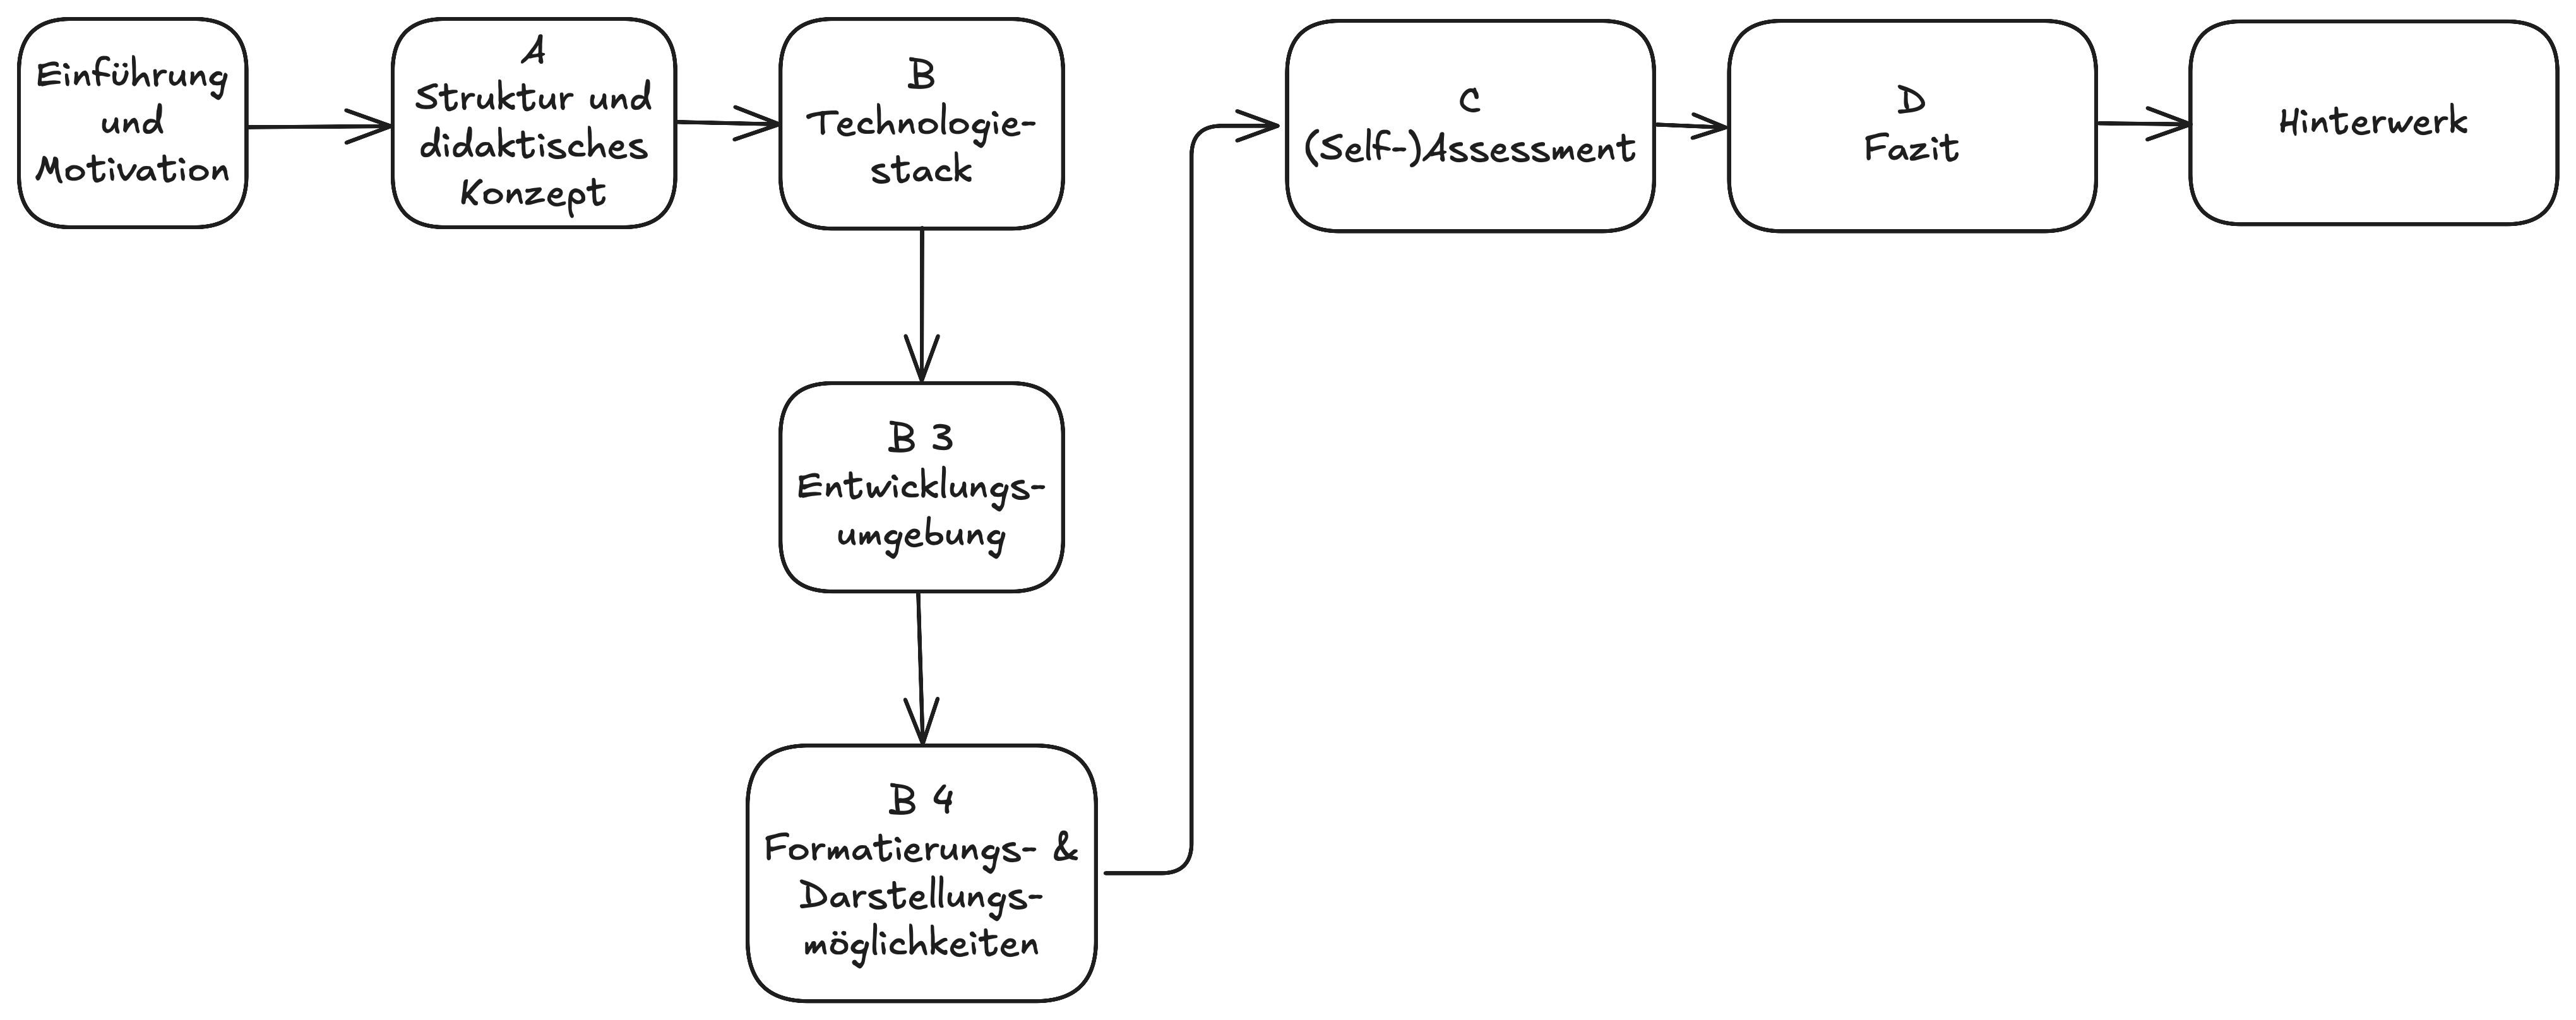 Einführung
und
Motivation
A
Struktur und
didaktisches
Konzept
B
Technologie-
stack
B 3
Entwicklungs-
umgebung
B 4
Formatierungs- &
Darstellungs-
möglichkeiten
C
(Self-)Assessment
D
Fazit
Hinterwerk